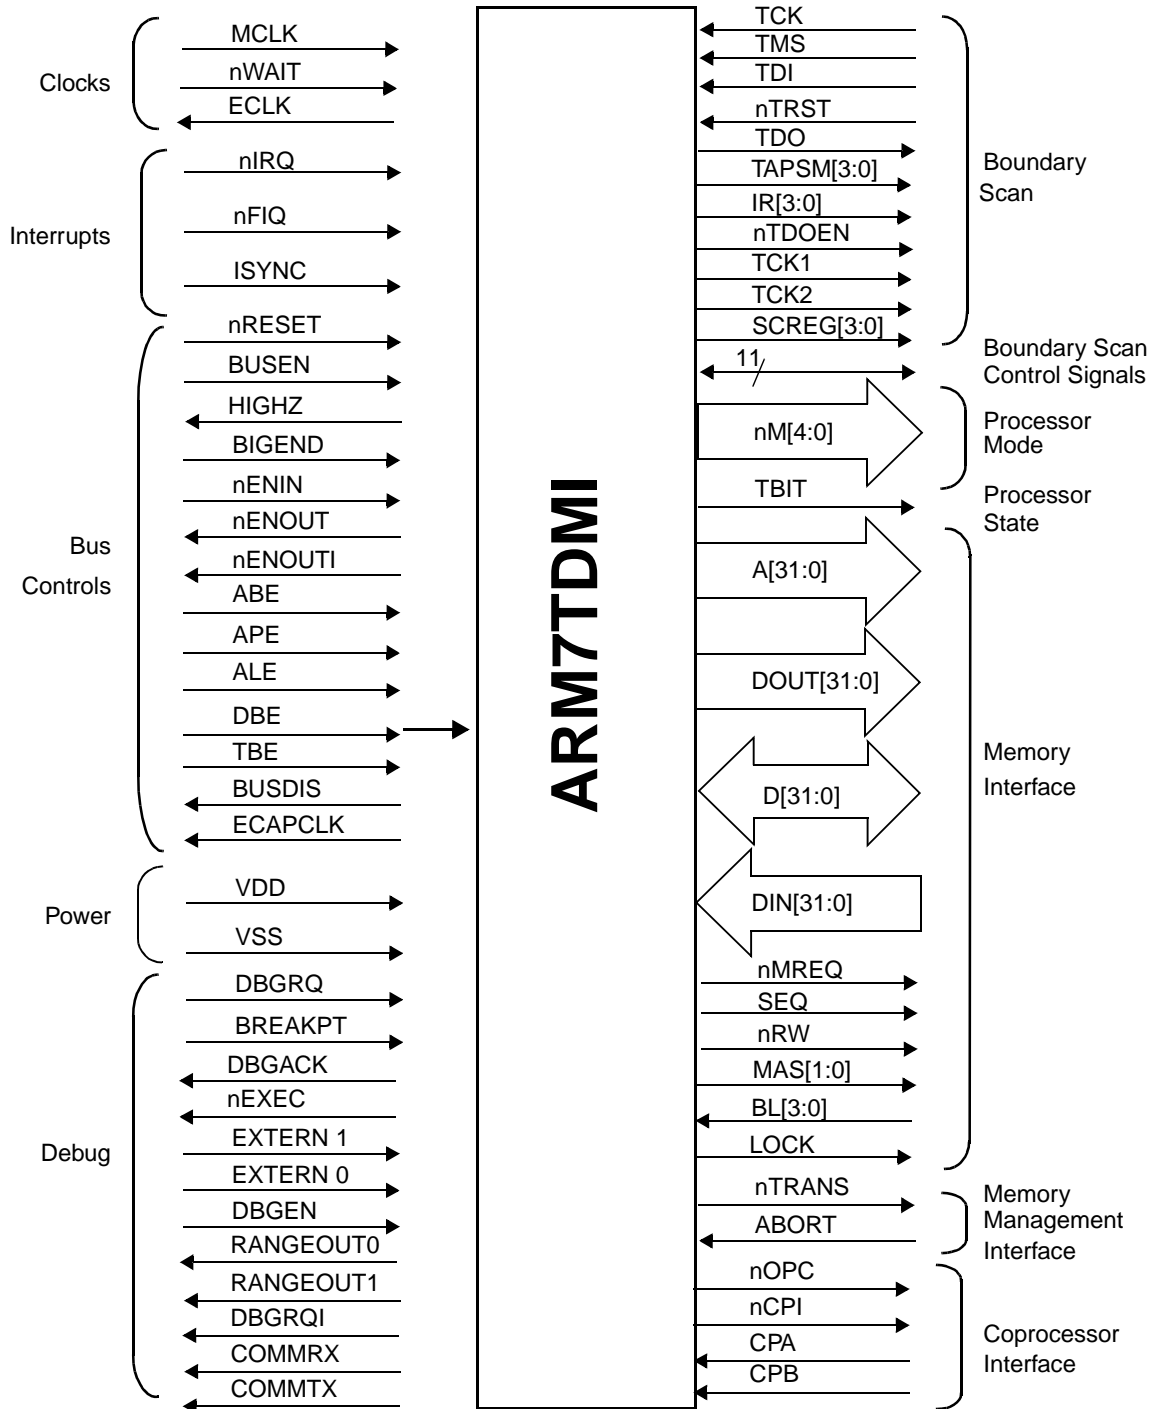 Clocks
MCLK
nWAIT
ECLK
Interrupts
nIRQ
nFIQ
ISYNC
Bus
Controls
nRESET
BUSEN
HIGHZ
BIGEND
nENIN
nENOUT
nENOUTI
ABE
APE
ALE
DBE
TBE
BUSDIS
ECAPCLK
Power
VDD
VSS
Debug
DBGRQ
BREAKPT
DBGACK
nEXEC
EXTERN 1
EXTERN 0
DBGEN
RANGEOUT0
RANGEOUT1
DBGRQI
COMMRX
COMMTX
ARM7TDMI
TCK
TMS
TDI
nTRST
TDO
TAPSM[3:0]
IR[3:0]
nTDOEN
TCK1
TCK2
SCREG[3:0]
Boundary
Scan
11
Boundary Scan
Control Signals
nM[4:0]
Processor
Mode
TBIT
Processor
State
A[31:0]
DOUT[31:0]
D[31:0]
DIN[31:0]
nMREQ
SEQ
nRW
MAS[1:0]
BL[3:0]
LOCK
Memory
Interface
nTRANS
ABORT
Memory
Management
Interface
nOPC
nCPI
CPA
CPB
Coprocessor
Interface